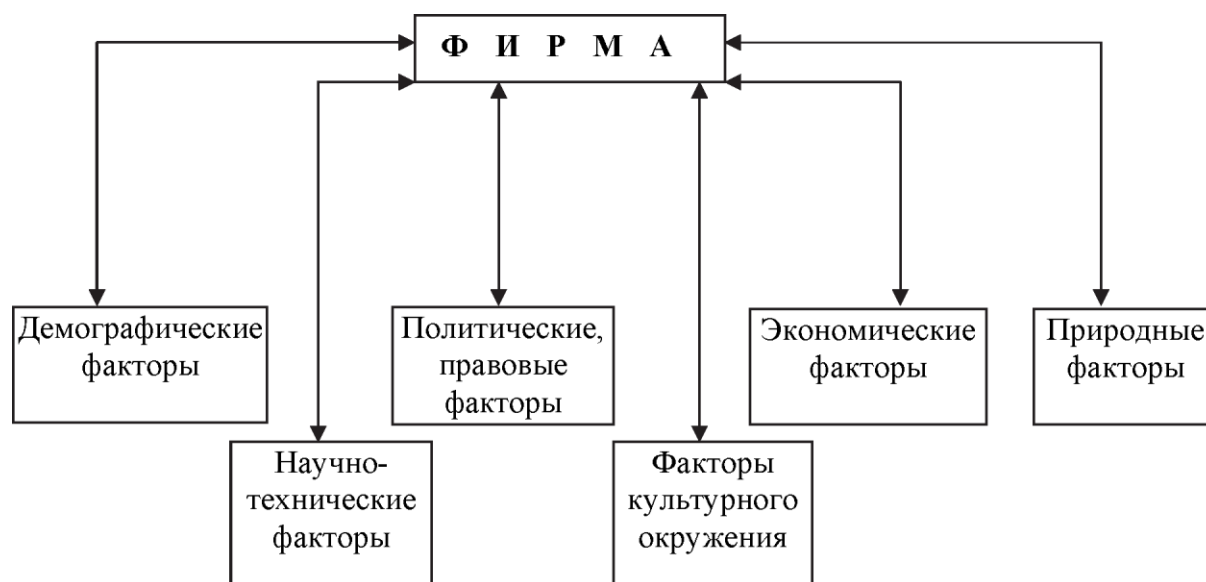 Ф И Р М А
Демографические
факторы
Политические,
правовые
факторы
Экономические
факторы
Природные
факторы
Научно-
технические
факторы
Факторы
культурного
окружения